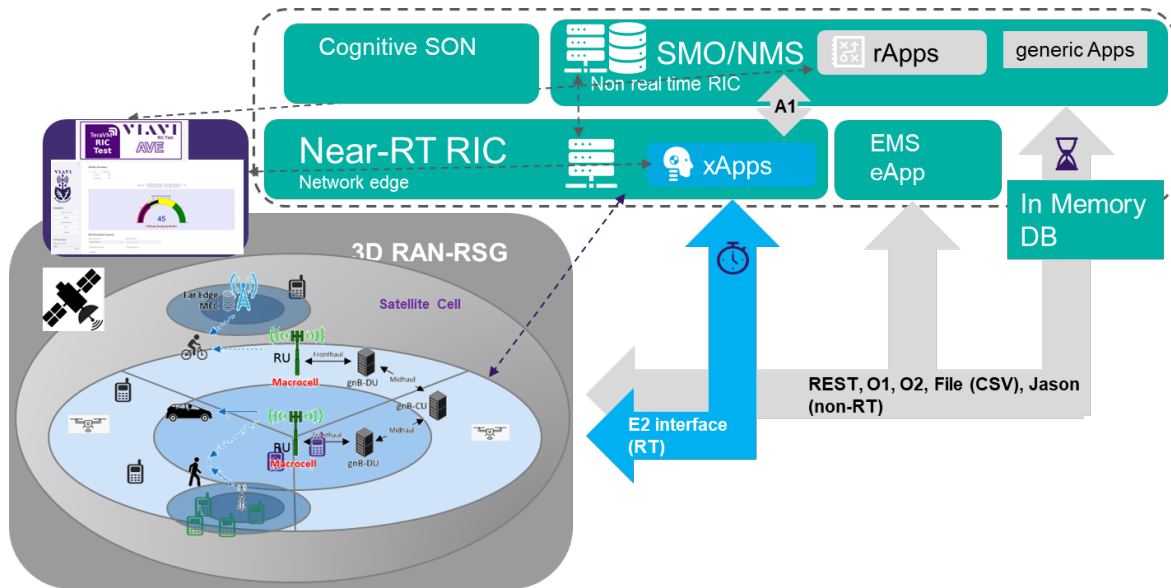 Cognitive SON
SMO/NMS
Non real time RIC
rApps
generic Apps
A1
TeraVM
RIC
Test
VIAVI
RIC Test
AVE
VIAVI
45
Near-RT RIC
Network edge
xApps
EMS
eApp
In Memory
DB
3D RAN-RSG
Satellite Cell
Far Edge
MEC
RU
Macrocell
Fronthaul
gnB-DU
Midhaul
gnB-CU
Midhaul
RU
Macrocell
Fronthaul
gnB-DU
REST, O1, O2, File (CSV), Jason
(non-RT)
E2 interface
(RT)